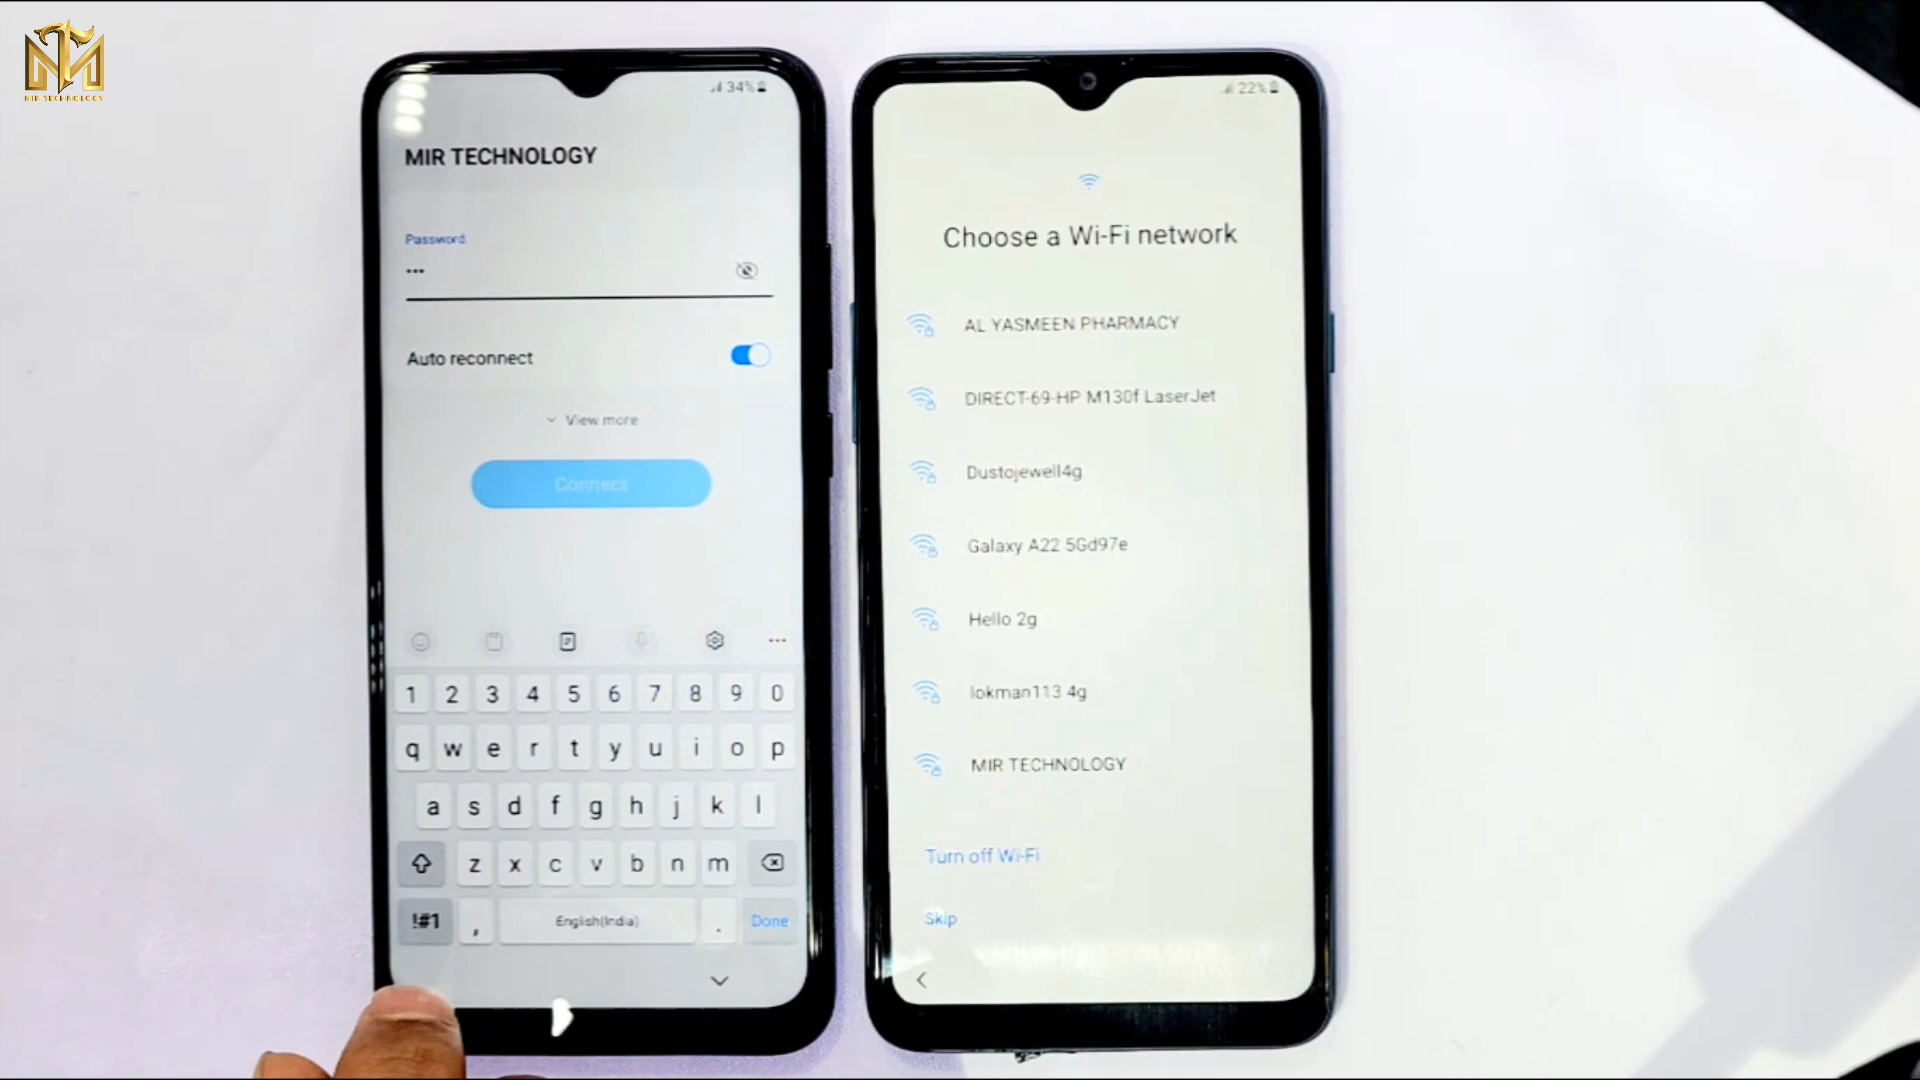 MIR TECHNOLOGY
34%
MIR TECHNOLOGY
Password
•••
Auto reconnect
View more
Connect
1 2 3 4 5 6 7 8 9 0
q w e r t y u i o p
a s d f g h j k l
z x c v b n m
!#1 , English(India) . Done
22%
Choose a Wi-Fi network
AL YASMEEN PHARMACY
DIRECT-69-HP M130f LaserJet
Dustojewell4g
Galaxy A22 5Gd97e
Hello 2g
lokman113 4g
MIR TECHNOLOGY
Turn off Wi-Fi
Skip